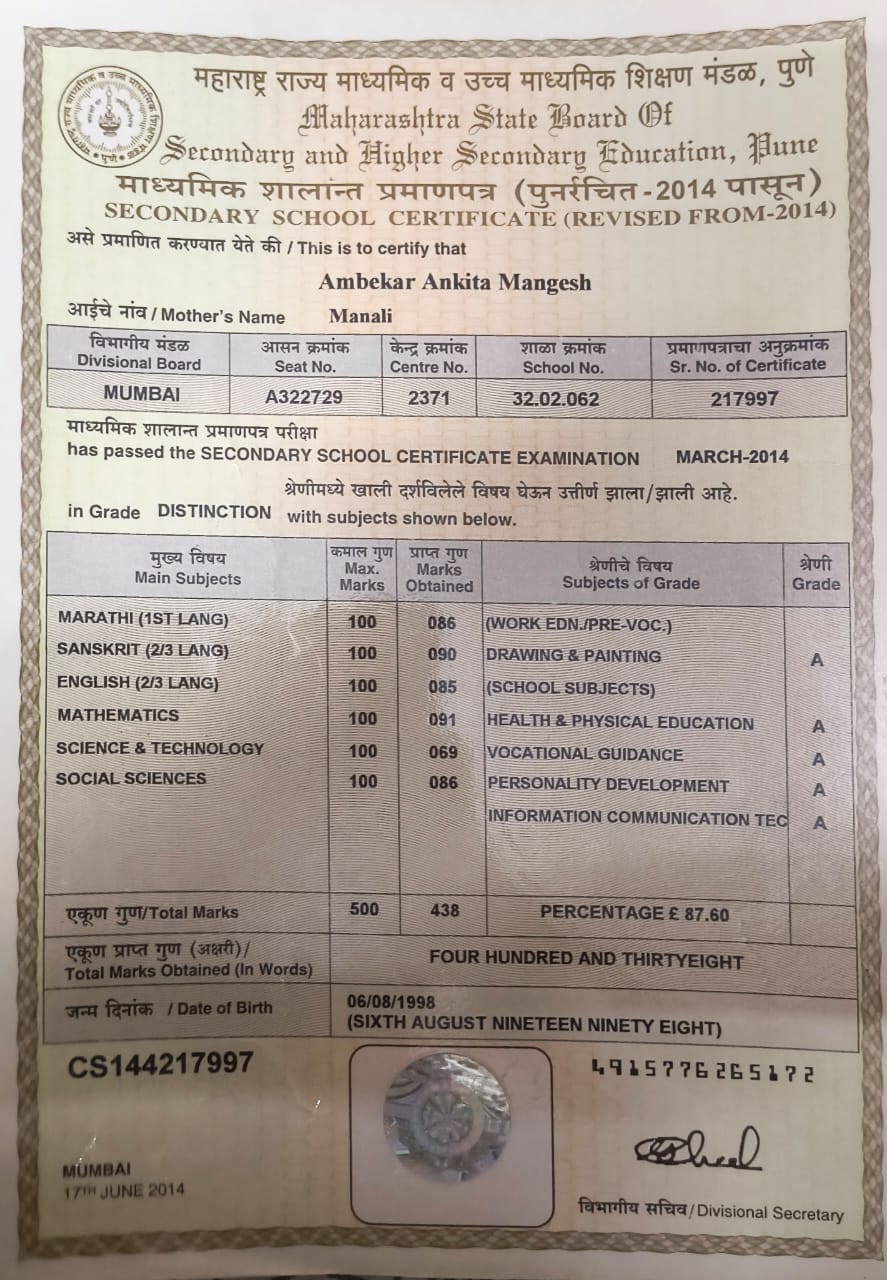 महाराष्ट्र राज्य माध्यमिक व उच्च माध्यमिक शिक्षण मंडळ, पुणे
Maharashtra State Board Of
Secondary and Higher Secondary Education, Pune
माध्यमिक शालान्त प्रमाणपत्र (पुनर्रचित-2014 पासून)
SECONDARY SCHOOL CERTIFICATE (REVISED FROM-2014)
असे प्रमाणित करण्यात येते की / This is to certify that
Ambekar Ankita Mangesh
आईचे नांव / Mother's Name Manali
विभागीय मंडळ आसन क्रमांक केन्द्र क्रमांक शाळा क्रमांक प्रमाणपत्राचा अनुक्रमांक
Divisional Board Seat No. Centre No. School No. Sr. No. of Certificate
MUMBAI A322729 2371 32.02.062 217997
माध्यमिक शालान्त प्रमाणपत्र परीक्षा
has passed the SECONDARY SCHOOL CERTIFICATE EXAMINATION MARCH-2014
श्रेणीमध्ये खाली दर्शविलेले विषय घेऊन उत्तीर्ण झाला/झाली आहे.
in Grade DISTINCTION with subjects shown below.
मुख्य विषय कमाल गुण प्राप्त गुण श्रेणीचे विषय श्रेणी
Main Subjects Max. Marks Marks Obtained Subjects of Grade Grade
MARATHI (1ST LANG) 100 086 (WORK EDN./PRE-VOC.)
SANSKRIT (2/3 LANG) 100 090 DRAWING & PAINTING A
ENGLISH (2/3 LANG) 100 085 (SCHOOL SUBJECTS)
MATHEMATICS 100 091 HEALTH & PHYSICAL EDUCATION A
SCIENCE & TECHNOLOGY 100 069 VOCATIONAL GUIDANCE A
SOCIAL SCIENCES 100 086 PERSONALITY DEVELOPMENT A
INFORMATION COMMUNICATION TEC A
एकूण गुण/Total Marks 500 438 PERCENTAGE £ 87.60
एकूण प्राप्त गुण (अक्षरी)/
Total Marks Obtained (In Words) FOUR HUNDRED AND THIRTYEIGHT
जन्म दिनांक / Date of Birth 06/08/1998
(SIXTH AUGUST NINETEEN NINETY EIGHT)
CS144217997
4915776265172
MUMBAI
17TH JUNE 2014
विभागीय सचिव/Divisional Secretary